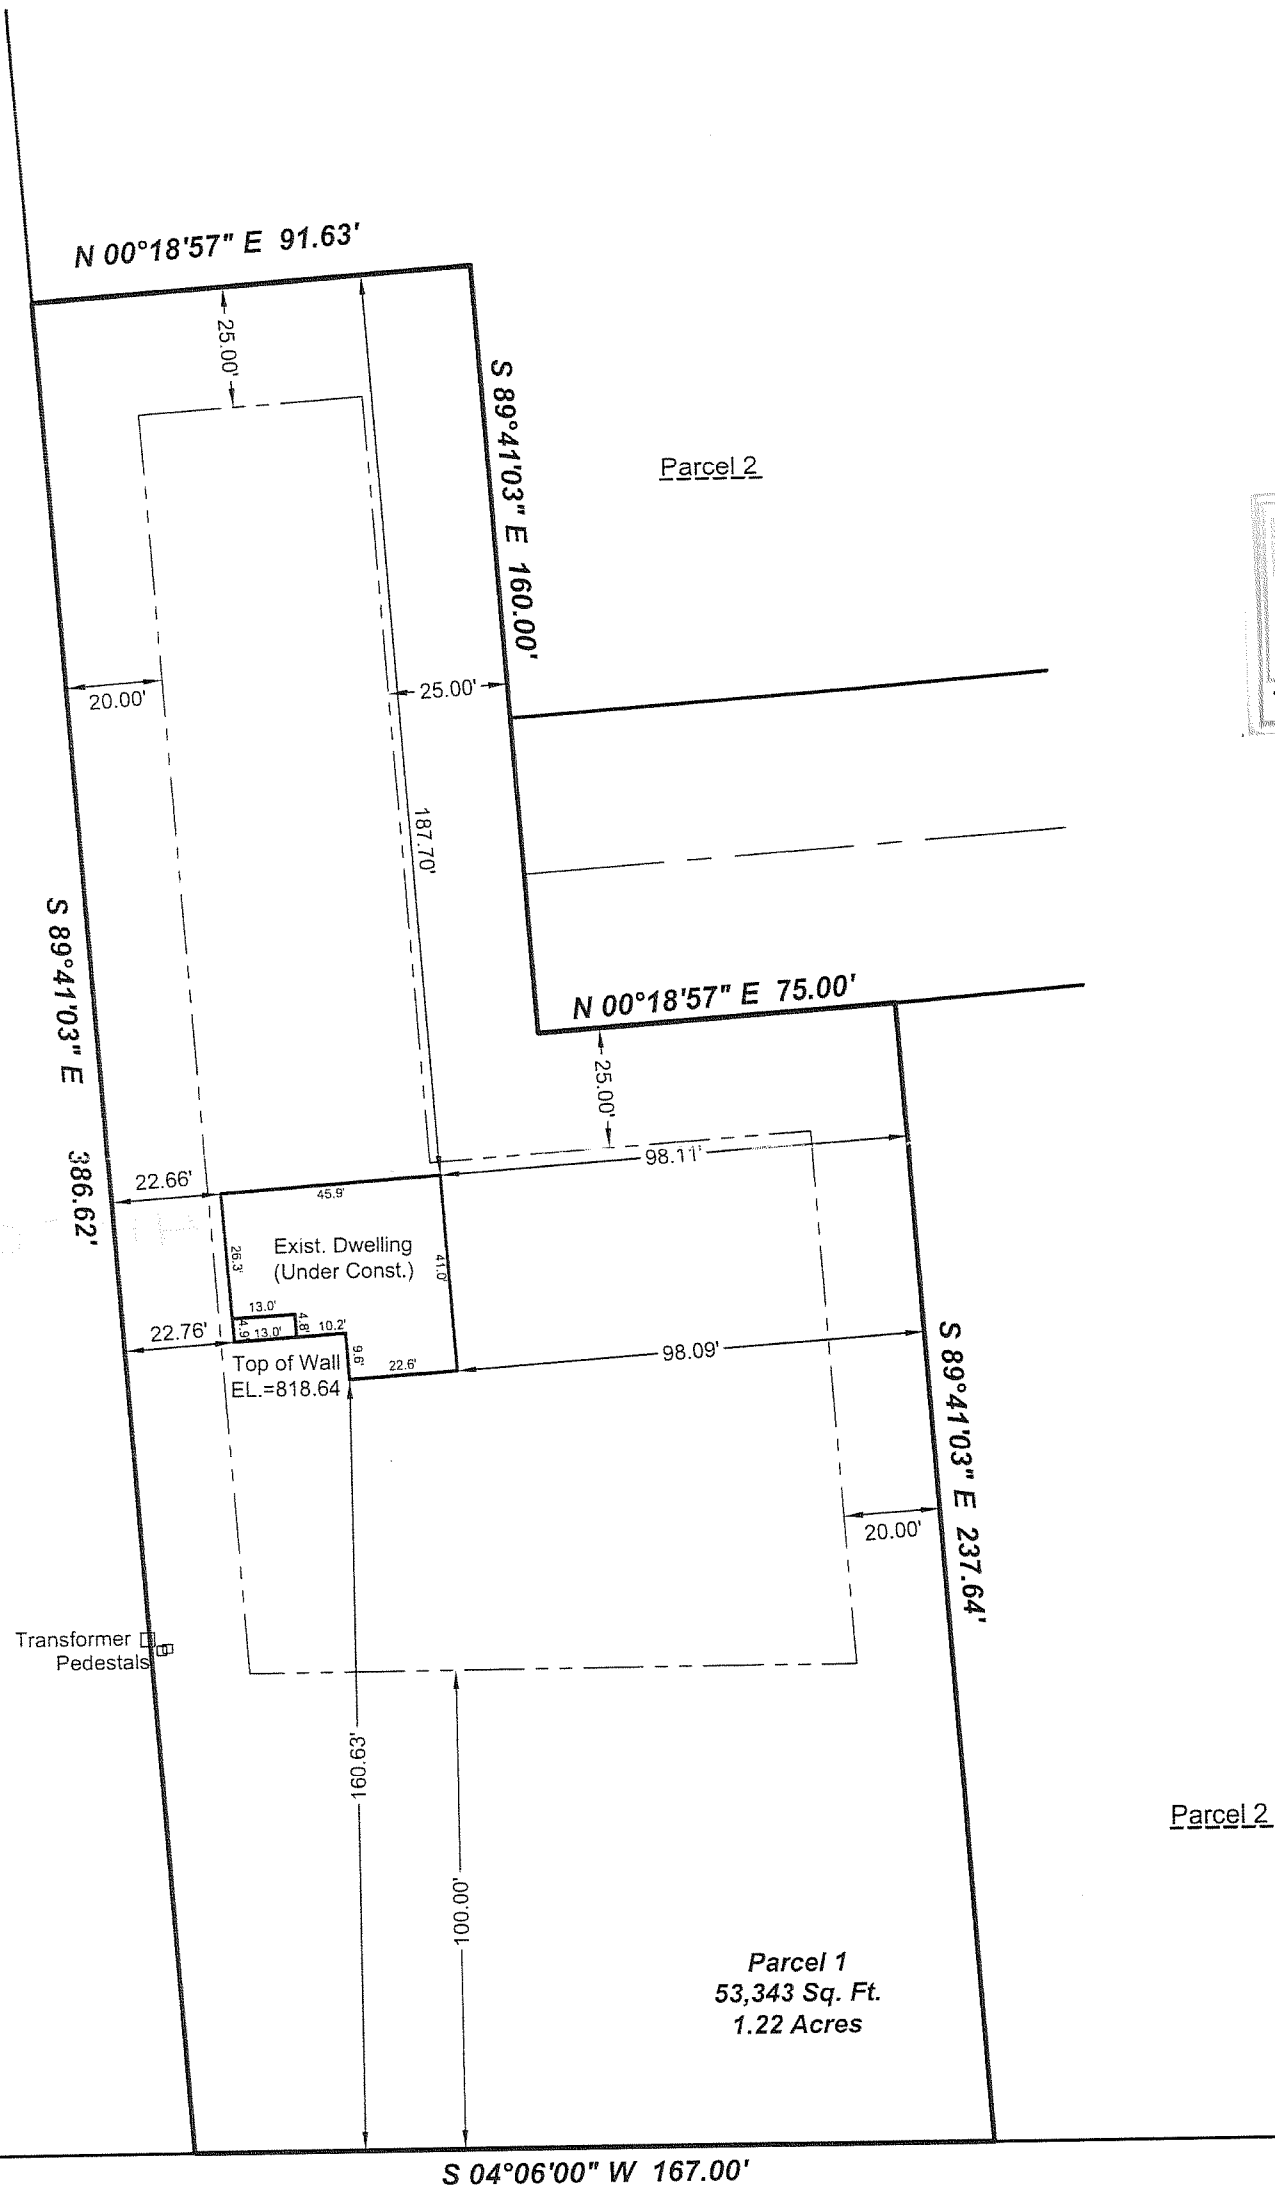 N 00°18'57" E 91.63'
25.00'
S 89°41'03" E 160.00'
Parcel 2
20.00'
25.00'
187.70'
S 89°41'03" E 386.62'
N 00°18'57" E 75.00'
25.00'
98.11'
22.66'
45.9'
Exist. Dwelling
(Under Const.)
26.3'
41.0'
13.0'
4.9'
13.0'
4.8'
10.2'
22.76'
9.6'
22.6'
Top of Wall
EL.=818.64
98.09'
S 89°41'03" E 237.64'
20.00'
Transformer
Pedestals
160.63'
100.00'
Parcel 2
Parcel 1
53,343 Sq. Ft.
1.22 Acres
S 04°06'00" W 167.00'